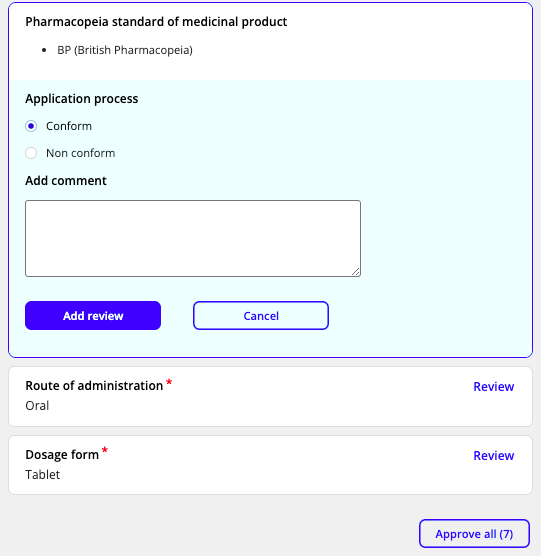 Pharmacopeia standard of medicinal product
• BP (British Pharmacopeia)
Application process
Conform
Non conform
Add comment
Add review Cancel
Route of administration * Review
Oral
Dosage form * Review
Tablet
Approve all (7)